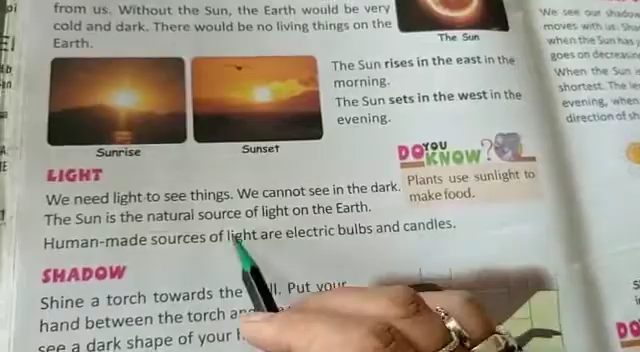 from us. Without the Sun, the Earth would be very
cold and dark. There would be no living things on the
Earth.
The Sun
The Sun rises in the east in the
morning.
The Sun sets in the west in the
evening.
Sunrise
Sunset
DO YOU KNOW?
Plants use sunlight to
make food.
LIGHT
We need light to see things. We cannot see in the dark.
The Sun is the natural source of light on the Earth.
Human-made sources of light are electric bulbs and candles.
SHADOW
Shine a torch towards the Put your
hand between the torch
see a dark shape of your
We see our
moves with us.
when the Sun has
goes on
When the Sun
shortest. The
evening, when
direction of
DO